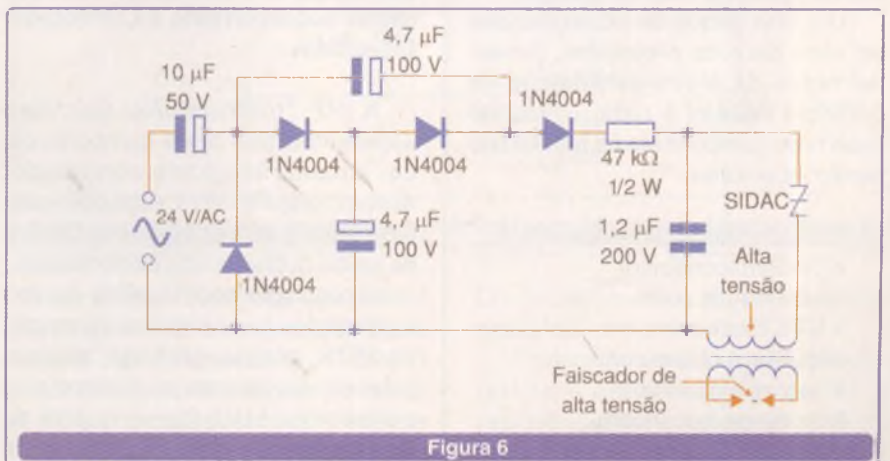 4,7 µF
100 V
10 µF
50 V
1N4004
1N4004
1N4004
47 kΩ
1/2 W
24 V/AC
4,7 µF
100 V
1,2 µF
200 V
SIDAC
1N4004
Alta
tensão
Faiscador de
alta tensão
Figura 6